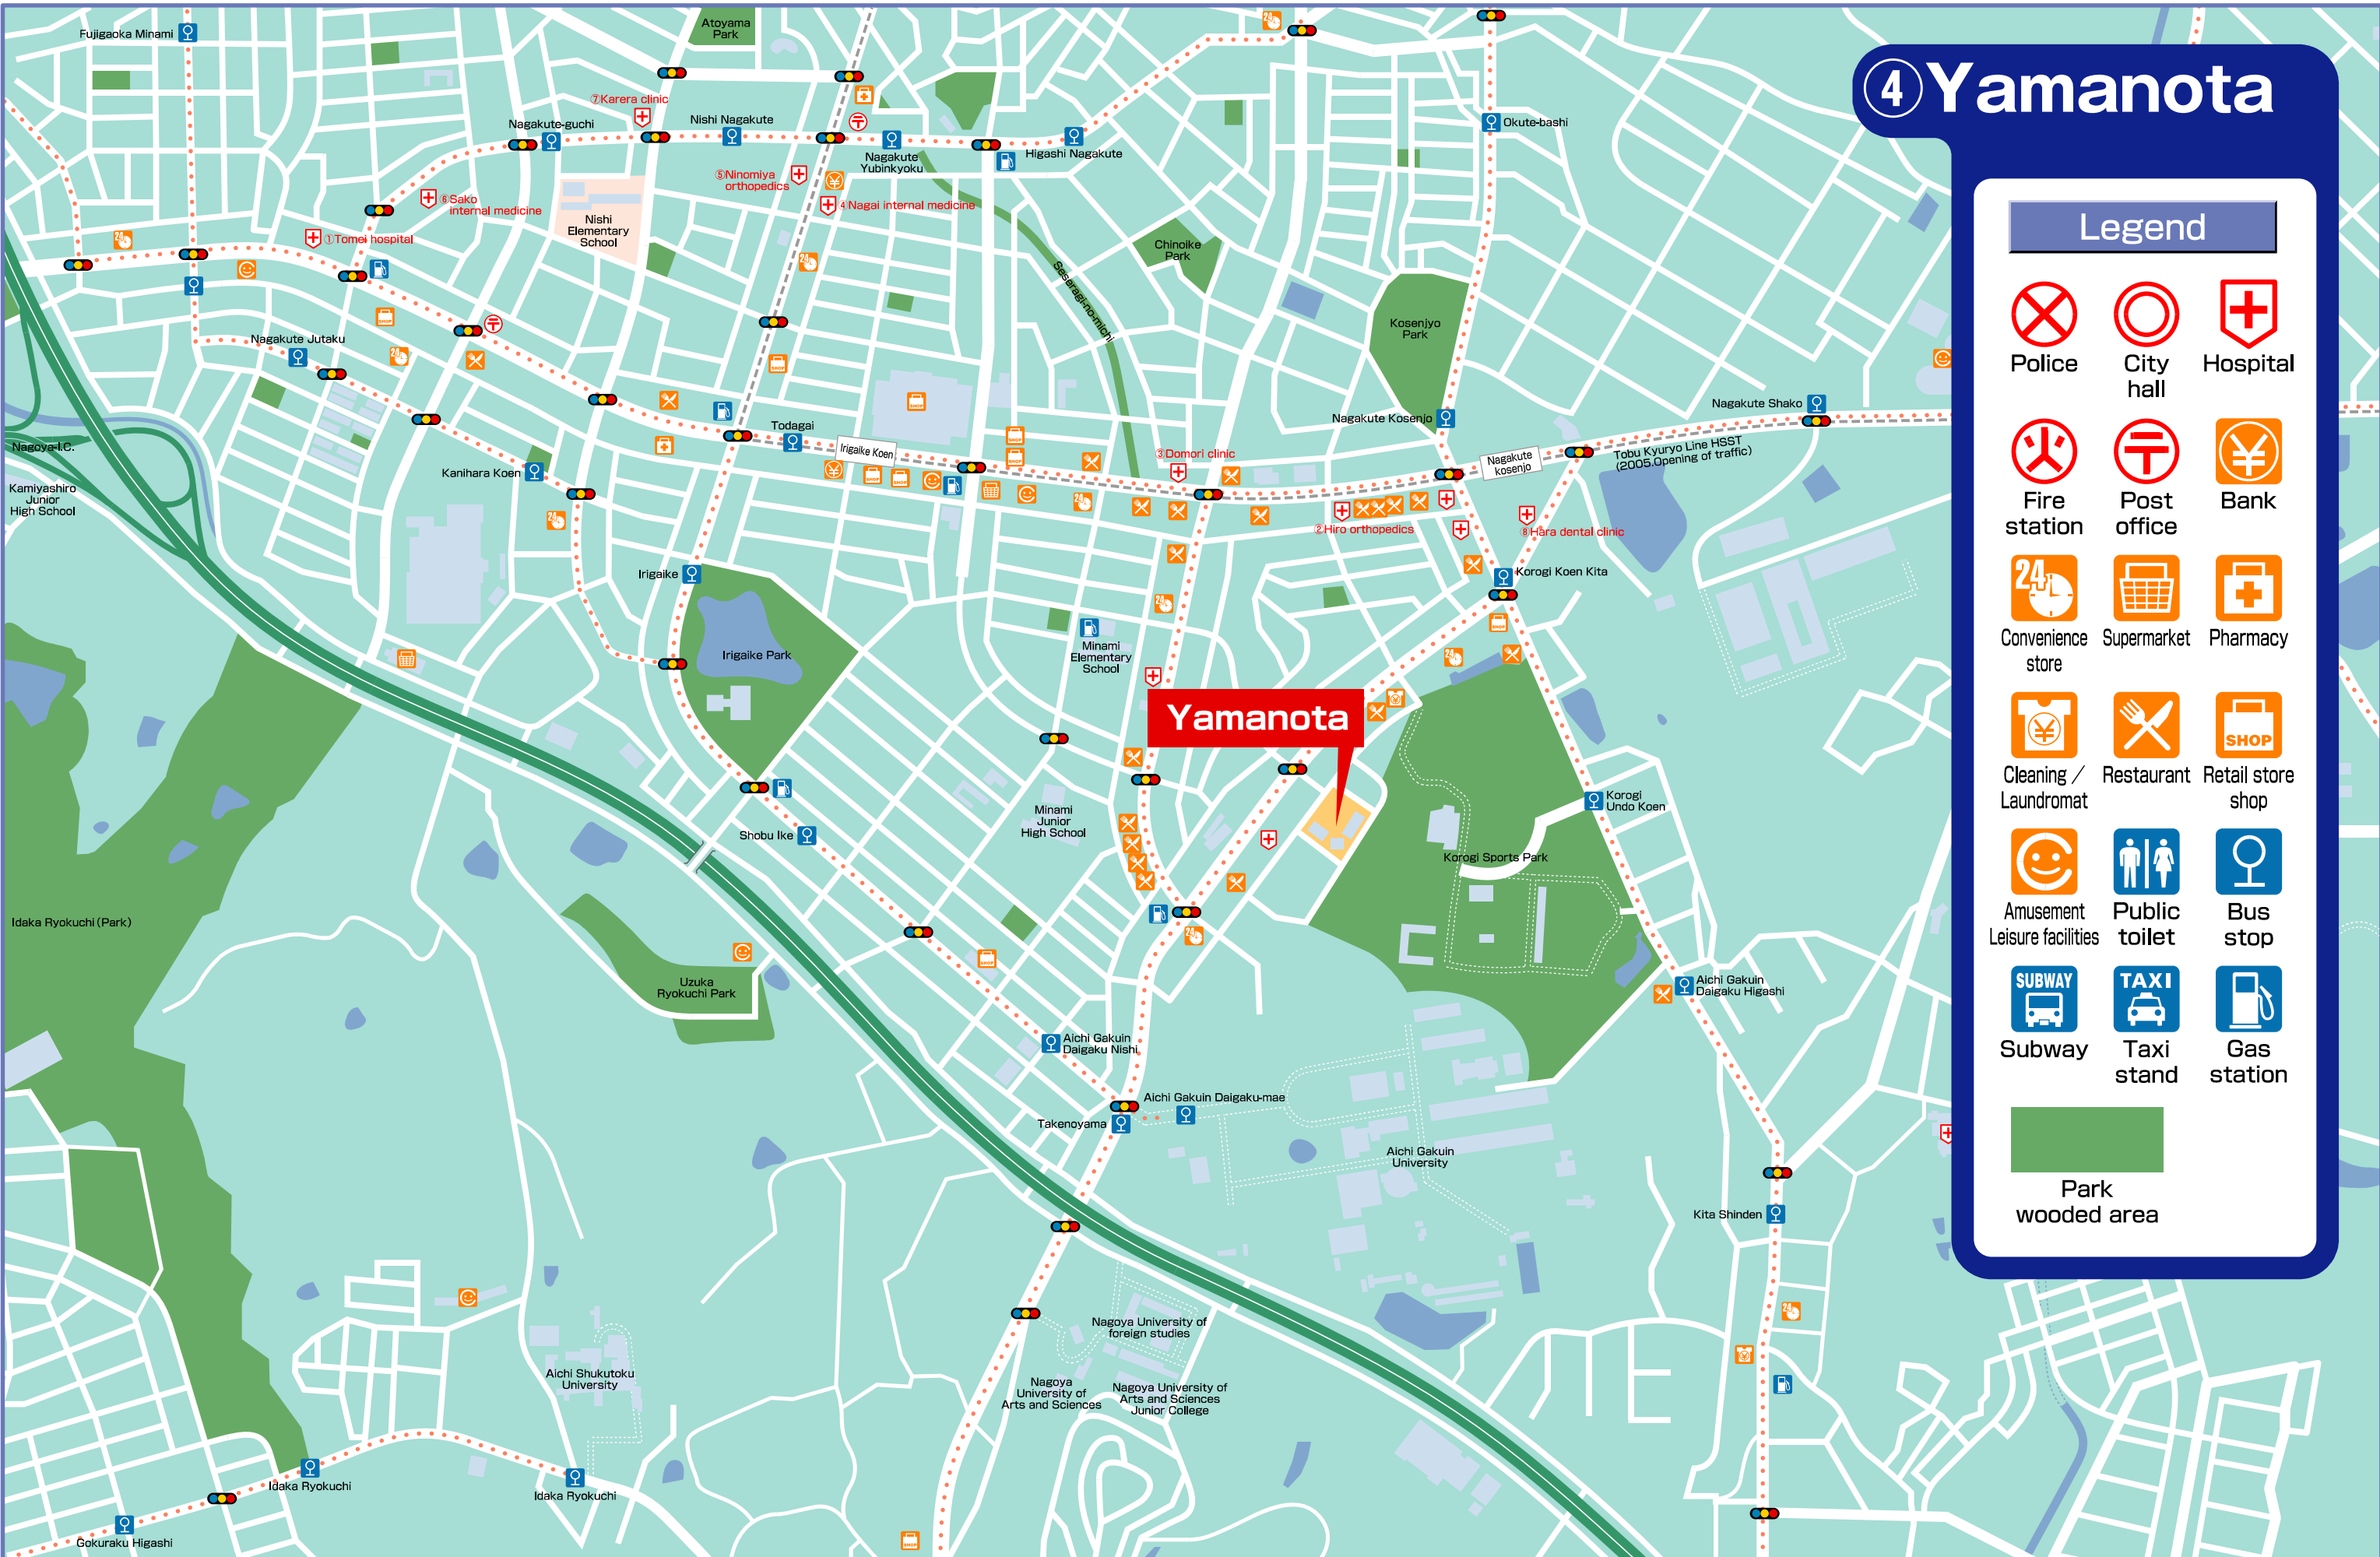 ④Yamanota
Legend
Police
City
hall
Hospital
Fire
station
Post
office
Bank
24
Convenience
store
Supermarket
Pharmacy
Cleaning／
Laundromat
Restaurant
SHOP
Retail store
shop
Amusement
Leisure facilities
Public
toilet
Bus
stop
SUBWAY
Subway
TAXI
Taxi
stand
Gas
station
Park
wooded area
Fujigaoka Minami
Atoyama
Park
⑦Karera clinic
Nagakute-guchi
Nishi Nagakute
Nagakute
Yubinkyoku
Higashi Nagakute
Okute-bashi
⑤Ninomiya
orthopedics
⑥Sako
internal medicine
4 Nagai internal medicine
Nishi
Elementary
School
①Tomei hospital
Chinoike
Park
Seseragi-no-michi
Kosenjyo
Park
Nagakute Jutaku
Nagakute Shako
Nagakute Kosenjo
Todagai
Irigaike Koen
Nagakute
kosenjo
Tobu Kyuryo Line HSST
(2005.Opening of traffic)
Nagoya-I.C.
Kanihara Koen
③Domori clinic
Kamiyashiro
Junior
High School
②Hiro orthopedics
⑧Hara dental clinic
Irigaike
Korogi Koen Kita
Irigaike Park
Minami
Elementary
School
Yamanota
Korogi
Undo Koen
Minami
Junior
High School
Shobu Ike
Korogi Sports Park
Idaka Ryokuchi (Park)
Uzuka
Ryokuchi Park
Aichi Gakuin
Daigaku Higashi
Aichi Gakuin
Daigaku Nishi
Aichi Gakuin Daigaku-mae
Takenoyama
Aichi Gakuin
University
Kita Shinden
Nagoya University of
foreign studies
Aichi Shukutoku
University
Nagoya
University of
Arts and Sciences
Nagoya University of
Arts and Sciences
Junior College
Idaka Ryokuchi
Idaka Ryokuchi
Gokuraku Higashi